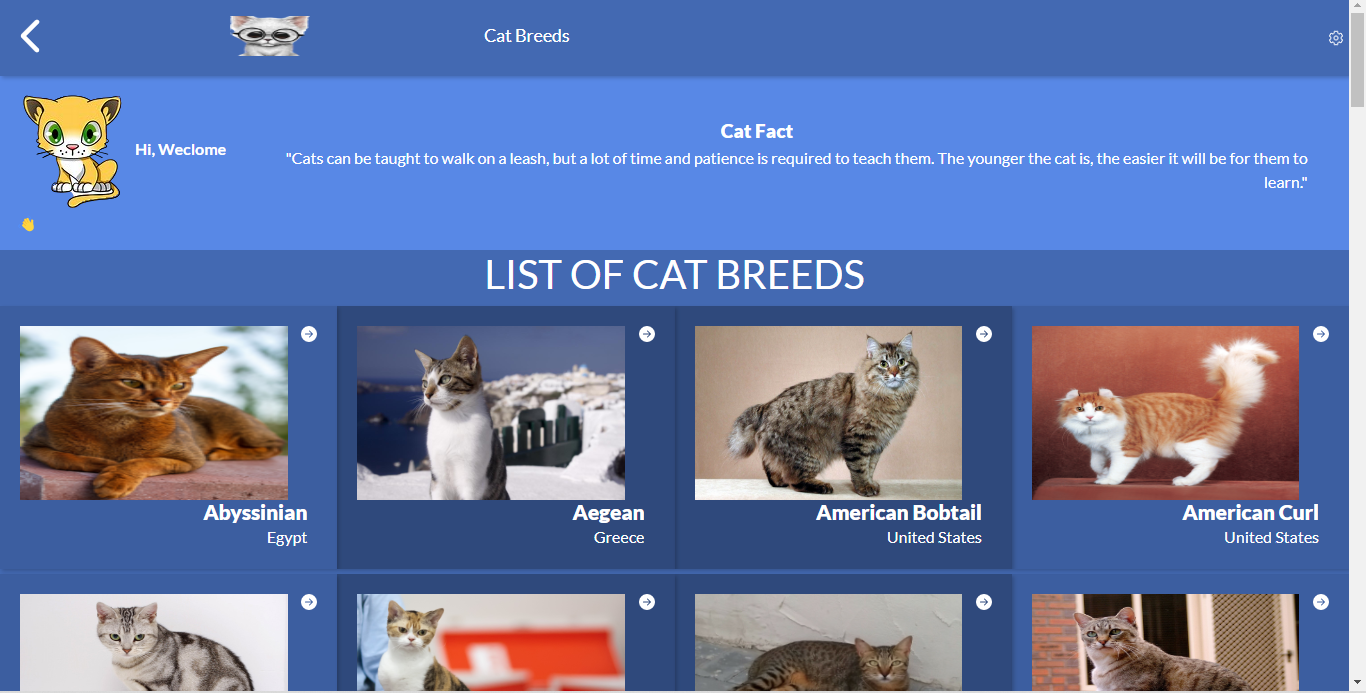 Cat Breeds
Cat Fact
Hi, Weclome
"Cats can be taught to walk on a leash, but a lot of time and patience is required to teach them. The younger the cat is, the easier it will be for them to
learn."
LIST OF CAT BREEDS
Abyssinian
Egypt
Aegean
Greece
American Bobtail
United States
American Curl
United States